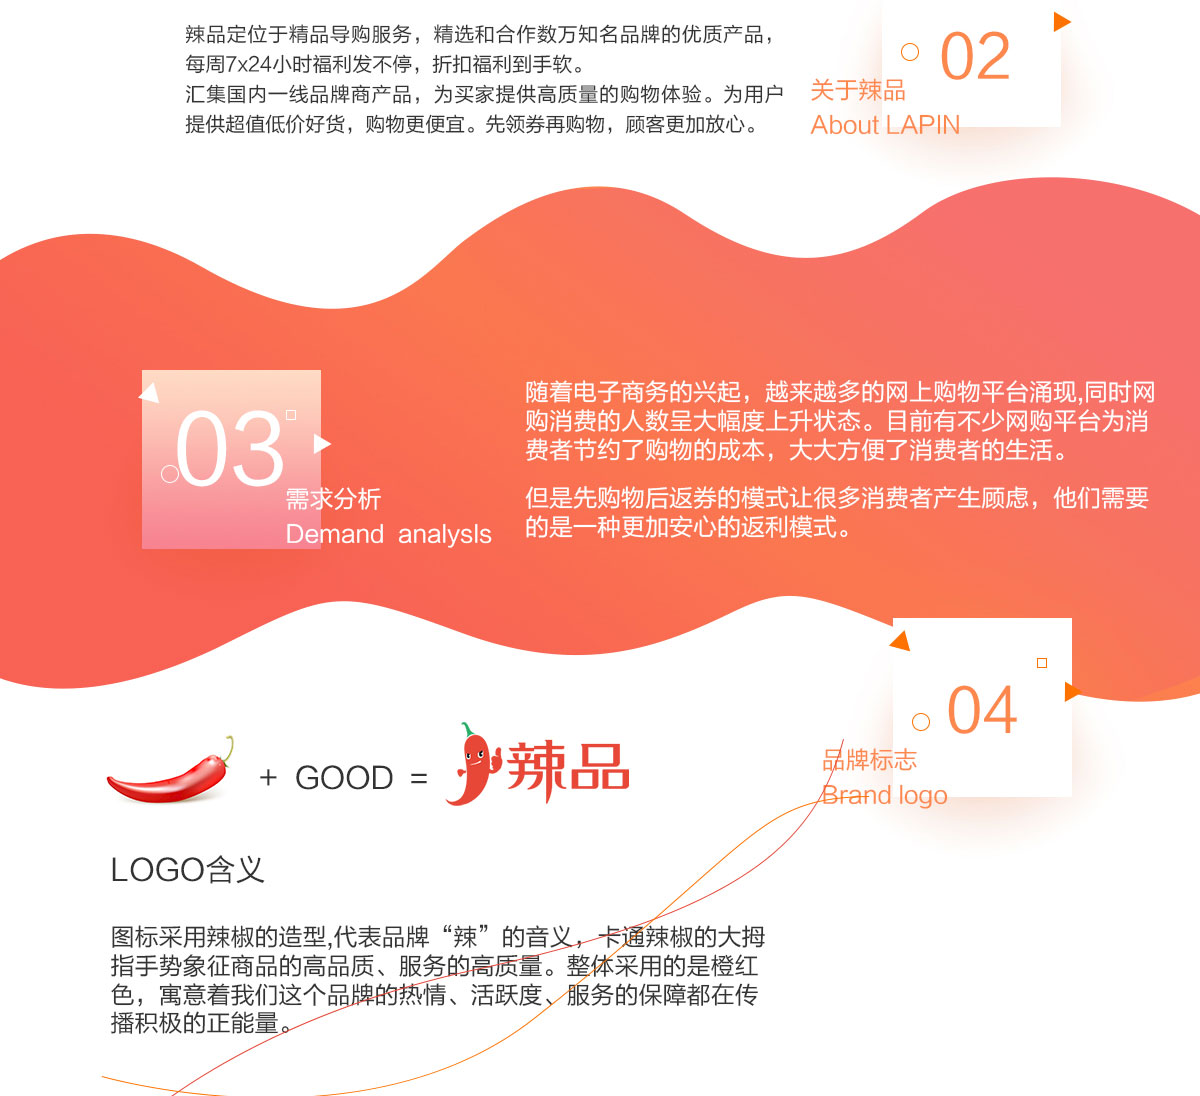 辣品定位于精品导购服务，精选和合作数万知名品牌的优质产品，
每周7x24小时福利发不停，折扣福利到手软。
汇集国内一线品牌商产品，为买家提供高质量的购物体验。为用户
提供超值低价好货，购物更便宜。先领券再购物，顾客更加放心。
02
关于辣品
About LAPIN
03
需求分析
Demand analysls
随着电子商务的兴起，越来越多的网上购物平台涌现,同时网
购消费的人数呈大幅度上升状态。目前有不少网购平台为消
费者节约了购物的成本，大大方便了消费者的生活。
但是先购物后返券的模式让很多消费者产生顾虑，他们需要
的是一种更加安心的返利模式。
04
品牌标志
Brand logo
+ GOOD = 辣品
LOGO含义
图标采用辣椒的造型,代表品牌“辣”的音义，卡通辣椒的大拇
指手势象征商品的高品质、服务的高质量。整体采用的是橙红
色，寓意着我们这个品牌的热情、活跃度、服务的保障都在传
播积极的正能量。